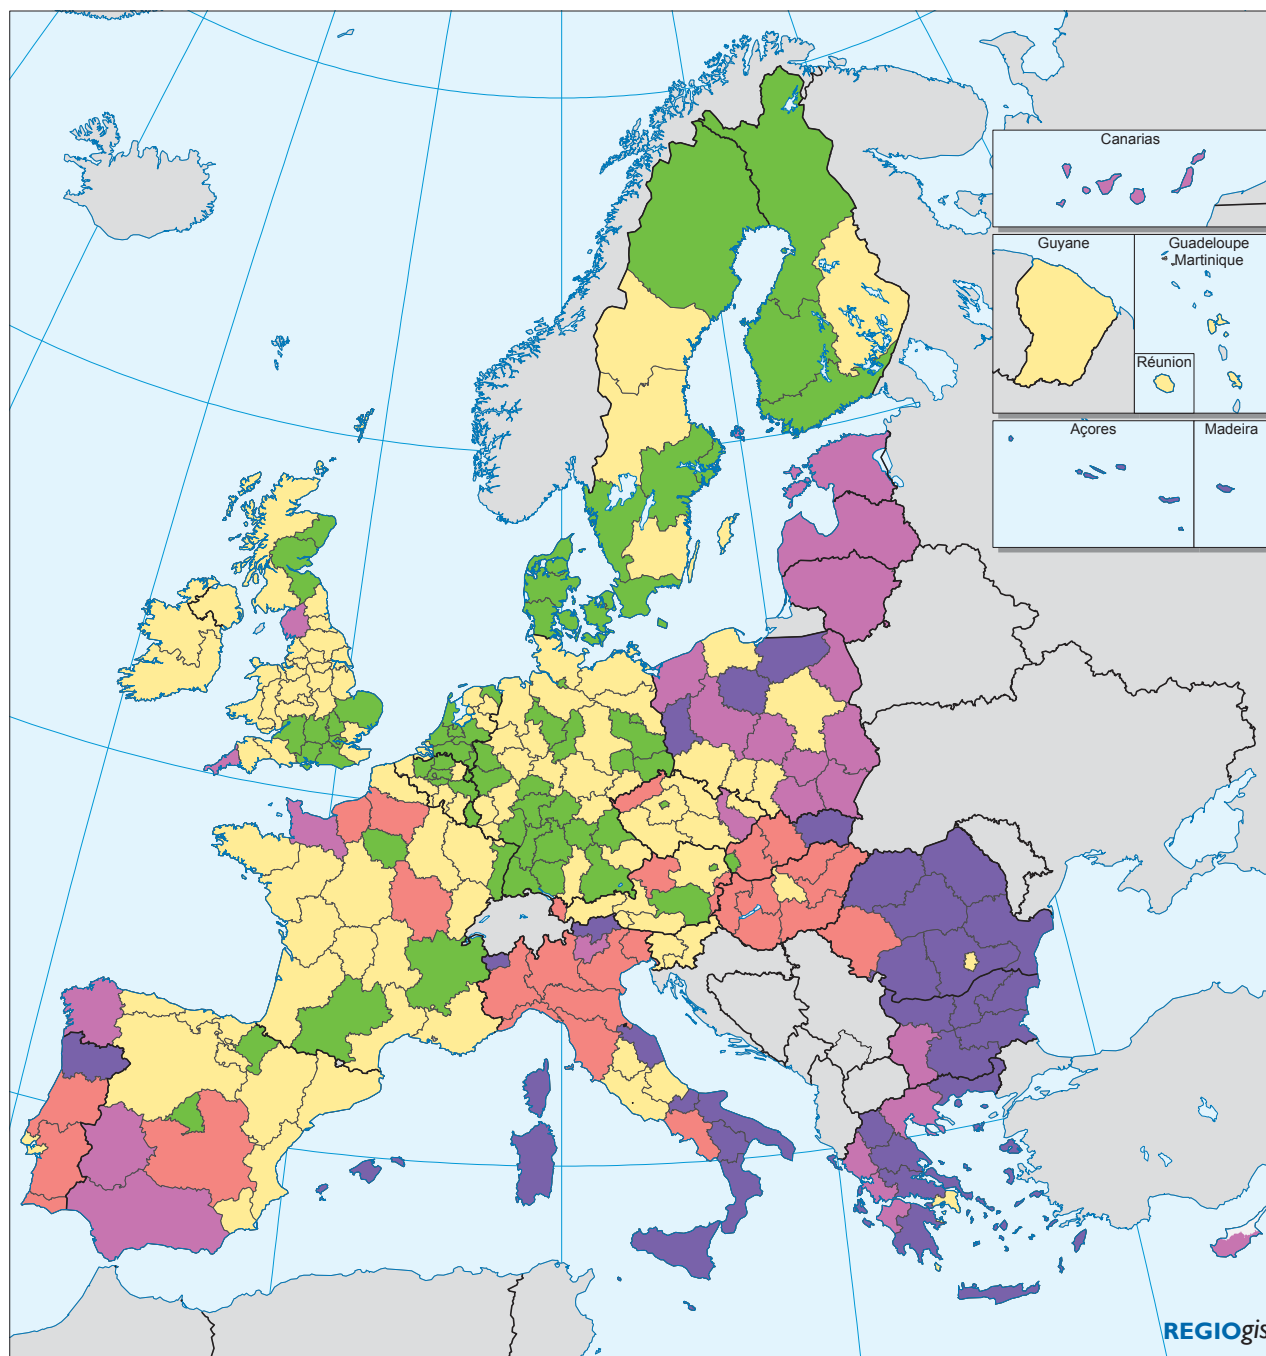 Canarias
Guyane
Guadeloupe
Martinique
Réunion
Açores
Madeira
REGIOgis